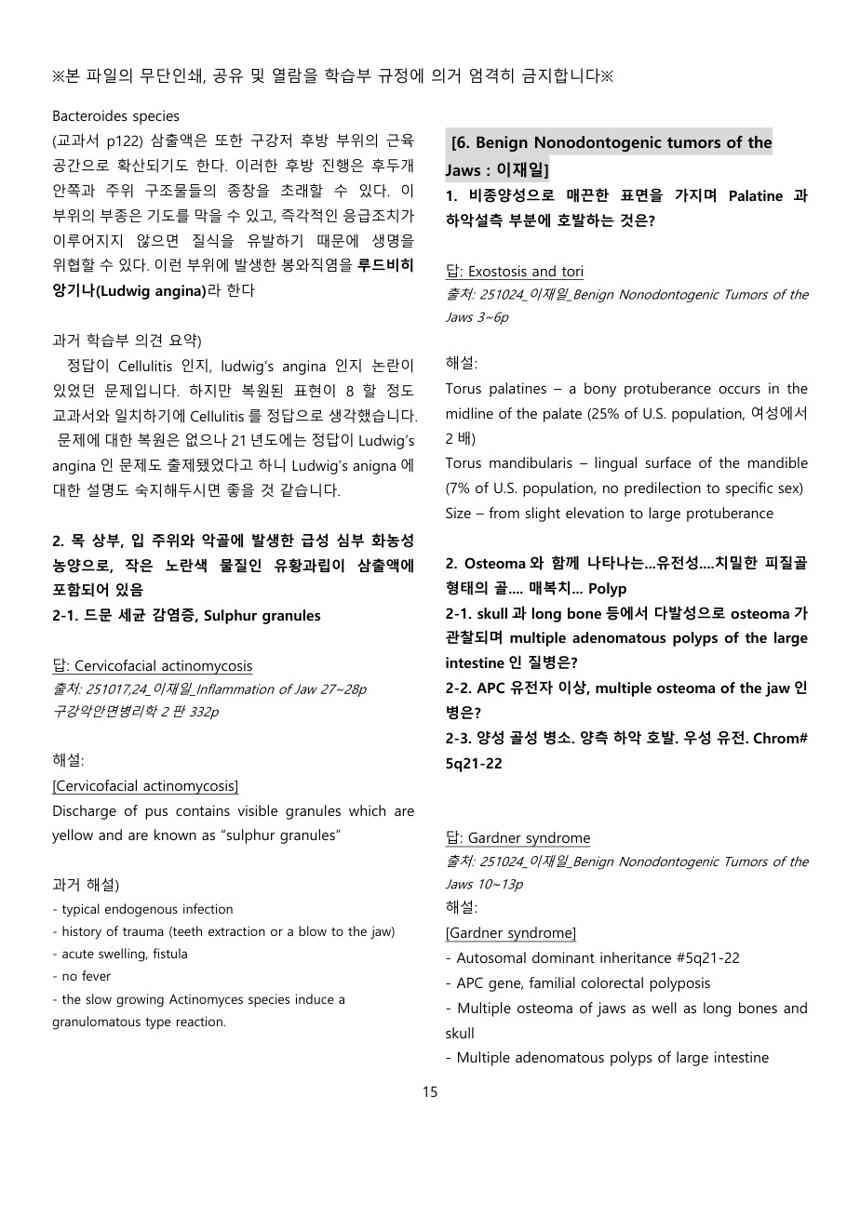 ※본 파일의 무단인쇄, 공유 및 열람을 학습부 규정에 의거 엄격히 금지합니다※
Bacteroides species
(교과서 p122) 삼출액은 또한 구강저 후방 부위의 근육
공간으로 확산되기도 한다. 이러한 후방 진행은 후두개
안쪽과 주위 구조물들의 종창을 초래할 수 있다. 이
부위의 부종은 기도를 막을 수 있고, 즉각적인 응급조치가
이루어지지 않으면 질식을 유발하기 때문에 생명을
위협할 수 있다. 이런 부위에 발생한 봉와직염을 루드비히
앙기나(Ludwig angina)라 한다
과거 학습부 의견 요약)
정답이 Cellulitis 인지, ludwig's angina 인지 논란이
있었던 문제입니다. 하지만 복원된 표현이 8 할 정도
교과서와 일치하기에 Cellulitis 를 정답으로 생각했습니다.
문제에 대한 복원은 없으나 21 년도에는 정답이 Ludwig's
angina 인 문제도 출제됐었다고 하니 Ludwig's anigna 에
대한 설명도 숙지해두시면 좋을 것 같습니다.
2. 목 상부, 입 주위와 악골에 발생한 급성 심부 화농성
농양으로, 작은 노란색 물질인 유황과립이 삼출액에
포함되어 있음
2-1. 드문 세균 감염증, Sulphur granules
답: Cervicofacial actinomycosis
출처: 251017,24_이재일_Inflammation of Jaw 27~28p
구강악안면병리학 2 판 332p
해설:
[Cervicofacial actinomycosis]
Discharge of pus contains visible granules which are
yellow and are known as "sulphur granules"
과거 해설)
- typical endogenous infection
- history of trauma (teeth extraction or a blow to the jaw)
- acute swelling, fistula
- no fever
- the slow growing Actinomyces species induce a
granulomatous type reaction.
[6. Benign Nonodontogenic tumors of the
Jaws : 이재일]
1. 비종양성으로 매끈한 표면을 가지며 Palatine 과
하악설측 부분에 호발하는 것은?
답: Exostosis and tori
출처: 251024_이재일_Benign Nonodontogenic Tumors of the
Jaws 3~6p
해설:
Torus palatines – a bony protuberance occurs in the
midline of the palate (25% of U.S. population, 여성에서
2 배)
Torus mandibularis – lingual surface of the mandible
(7% of U.S. population, no predilection to specific sex)
Size – from slight elevation to large protuberance
2. Osteoma 와 함께 나타나는...유전성....치밀한 피질골
형태의 골.... 매복치... Polyp
2-1. skull 과 long bone 등에서 다발성으로 osteoma 가
관찰되며 multiple adenomatous polyps of the large
intestine 인 질병은?
2-2. APC 유전자 이상, multiple osteoma of the jaw 인
병은?
2-3. 양성 골성 병소. 양측 하악 호발. 우성 유전. Chrom#
5q21-22
답: Gardner syndrome
출처: 251024_이재일_Benign Nonodontogenic Tumors of the
Jaws 10~13p
해설:
[Gardner syndrome]
- Autosomal dominant inheritance #5q21-22
- APC gene, familial colorectal polyposis
- Multiple osteoma of jaws as well as long bones and
skull
- Multiple adenomatous polyps of large intestine
15